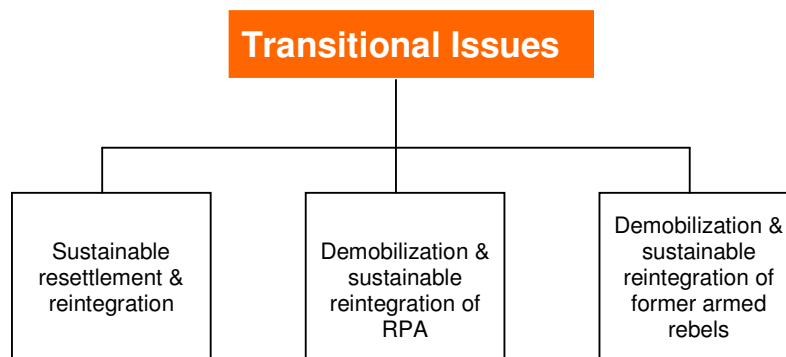 Transitional Issues
Sustainable
resettlement &
reintegration
Demobilization &
sustainable
reintegration of
RPA
Demobilization &
sustainable
reintegration of
former armed
rebels